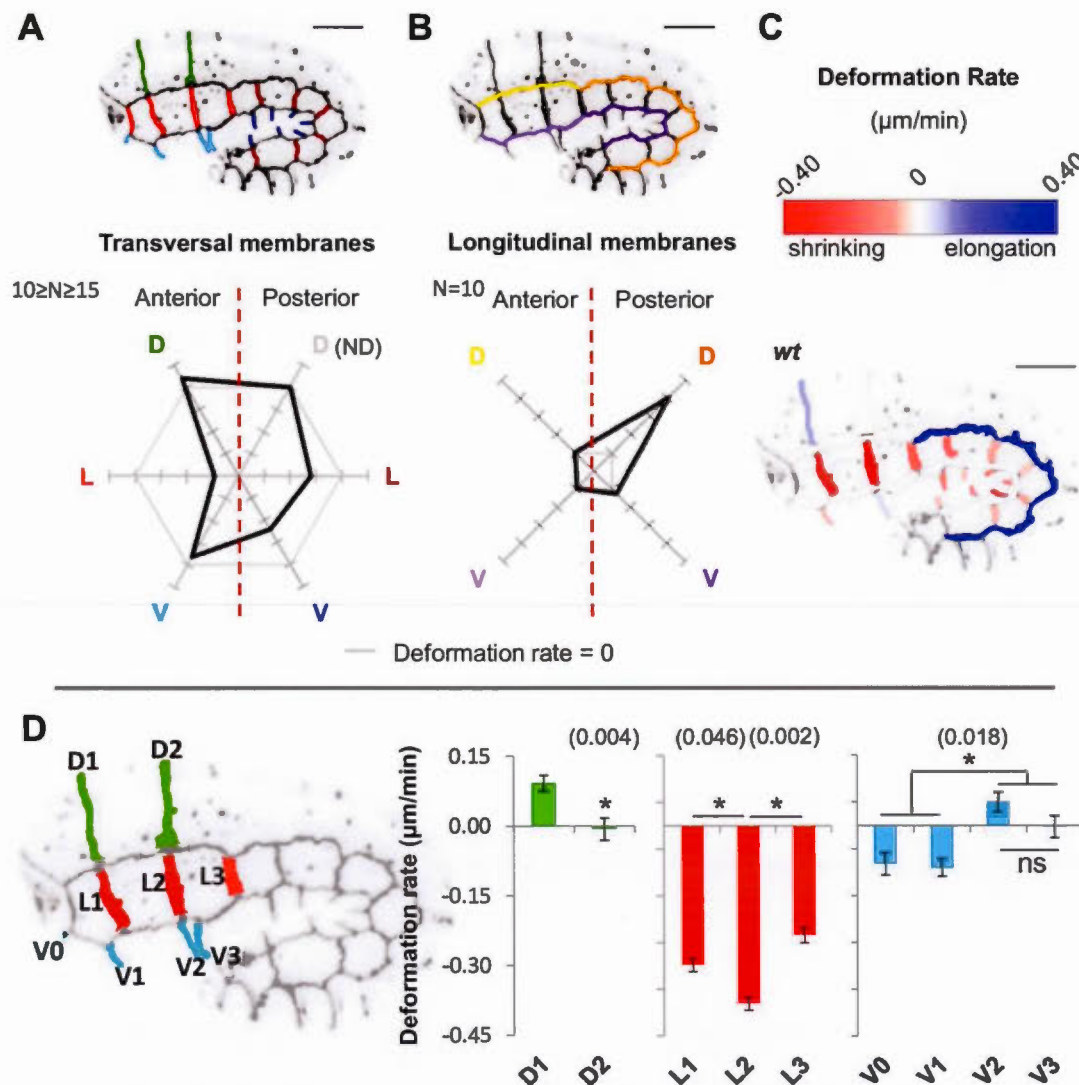 A
Transversal membranes
10≥N≥15
Anterior
Posterior
D
D (ND)
L
L
V
V
B
Longitudinal membranes
N=10
Anterior
Posterior
D
D
V
V
Deformation rate = 0
C
Deformation Rate
(µm/min)
-0.40
0
0.40
shrinking
elongation
wt
D
D1
D2
L1
L2
L3
V0
V1
V2
V3
Deformation rate (µm/min)
0.15
0.00
-0.15
-0.30
-0.45
(0.004)
*
D1
D2
(0.046)
(0.002)
*
*
L1
L2
L3
(0.018)
*
ns
V0
V1
V2
V3